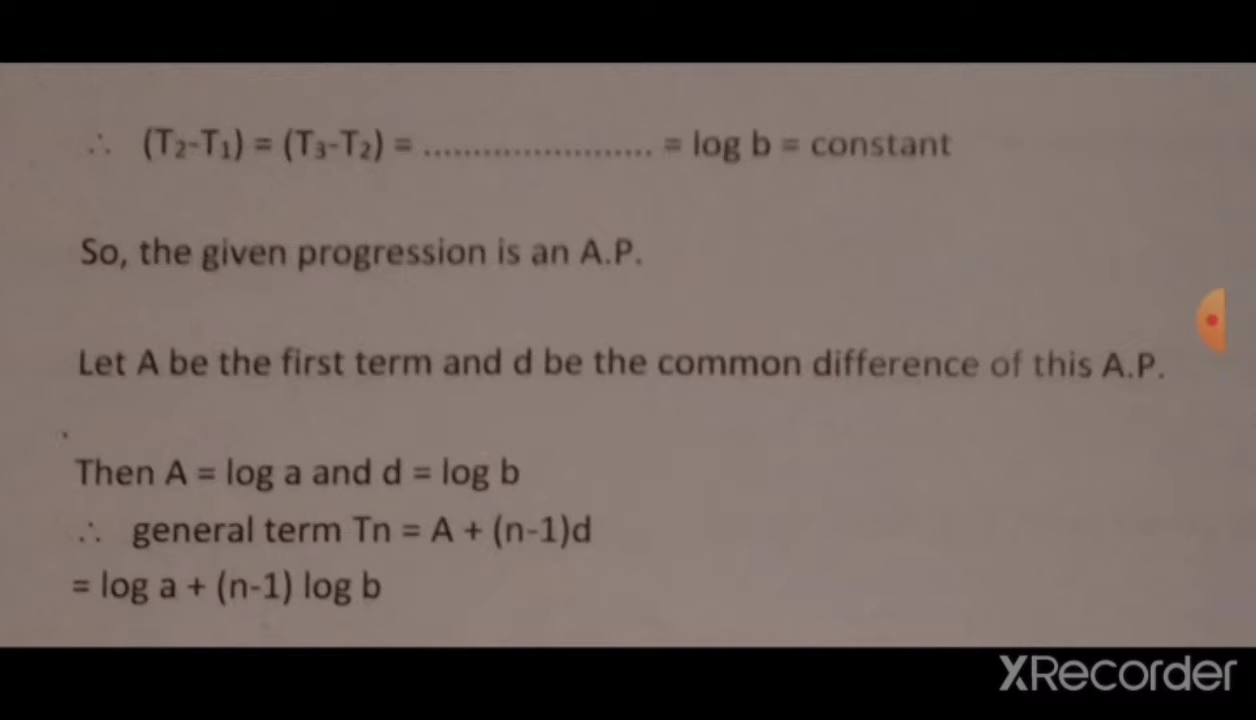 ∴ (T₂-T₁) = (T₃-T₂) = ....................... = log b = constant
So, the given progression is an A.P.
Let A be the first term and d be the common difference of this A.P.
Then A = log a and d = log b
∴ general term Tn = A + (n-1)d
= log a + (n-1) log b
XRecorder